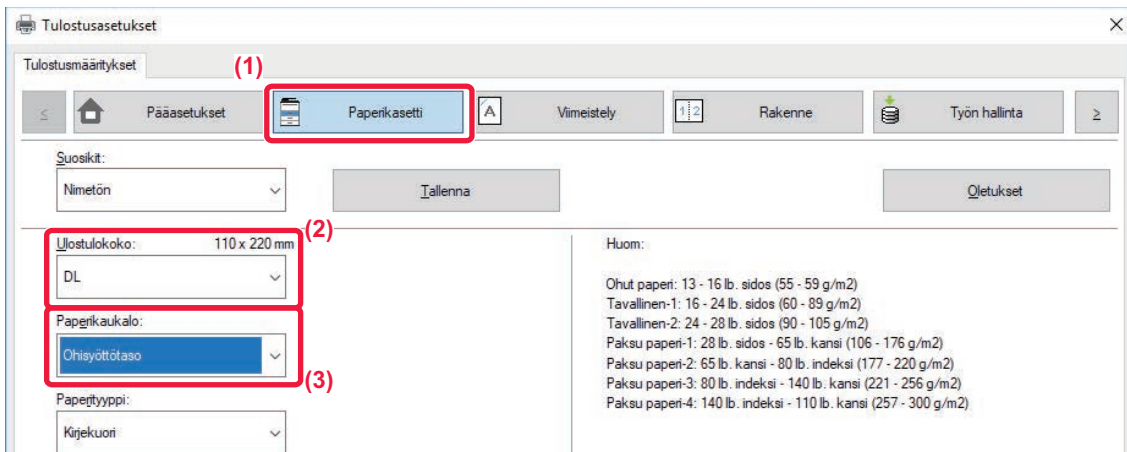 Tulostusasetukset
Tulostusmääritykset
(1)
≤ Pääasetukset Paperikasetti A Viimeistely 1 2 Rakenne Työn hallinta ≥
Suosikit:
Nimetön Tallenna Oletukset
(2)
Ulostulokoko: 110 x 220 mm
DL
Paperikaukalo:
Ohisyöttötaso
(3)
Paperityyppi:
Kirjekuori
Huom:
Ohut paperi: 13 - 16 lb. sidos (55 - 59 g/m2)
Tavallinen-1: 16 - 24 lb. sidos (60 - 89 g/m2)
Tavallinen-2: 24 - 28 lb. sidos (90 - 105 g/m2)
Paksu paperi-1: 28 lb. sidos - 65 lb. kansi (106 - 176 g/m2)
Paksu paperi-2: 65 lb. kansi - 80 lb. indeksi (177 - 220 g/m2)
Paksu paperi-3: 80 lb. indeksi - 140 lb. kansi (221 - 256 g/m2)
Paksu paperi-4: 140 lb. indeksi - 110 lb. kansi (257 - 300 g/m2)